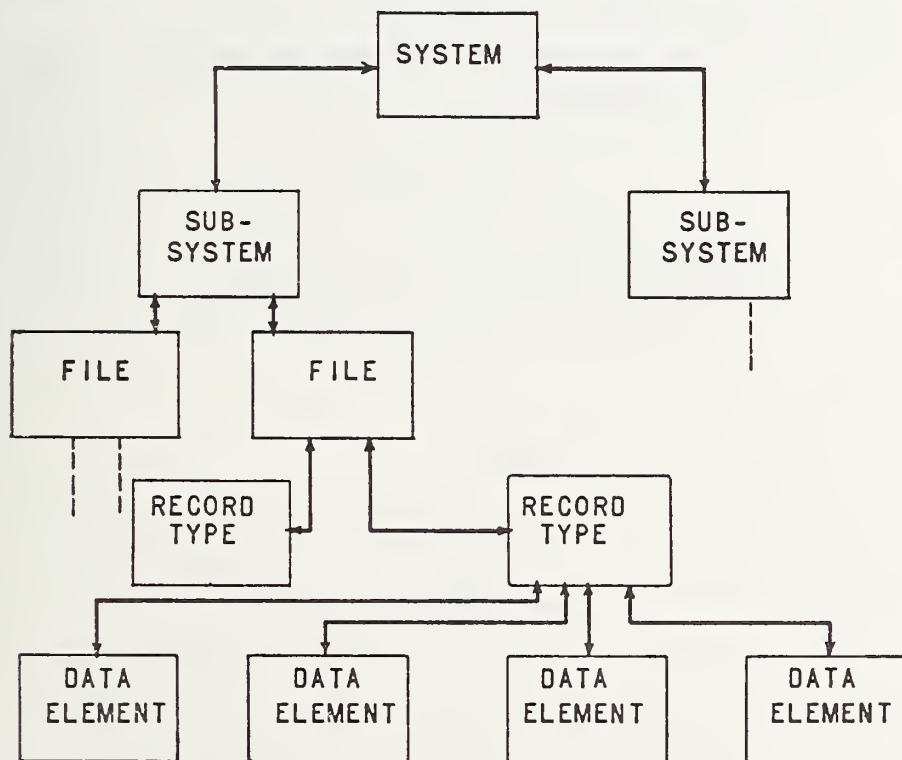 SYSTEM
SUB-
SYSTEM
SUB-
SYSTEM
FILE
FILE
RECORD
TYPE
RECORD
TYPE
DATA
ELEMENT
DATA
ELEMENT
DATA
ELEMENT
DATA
ELEMENT